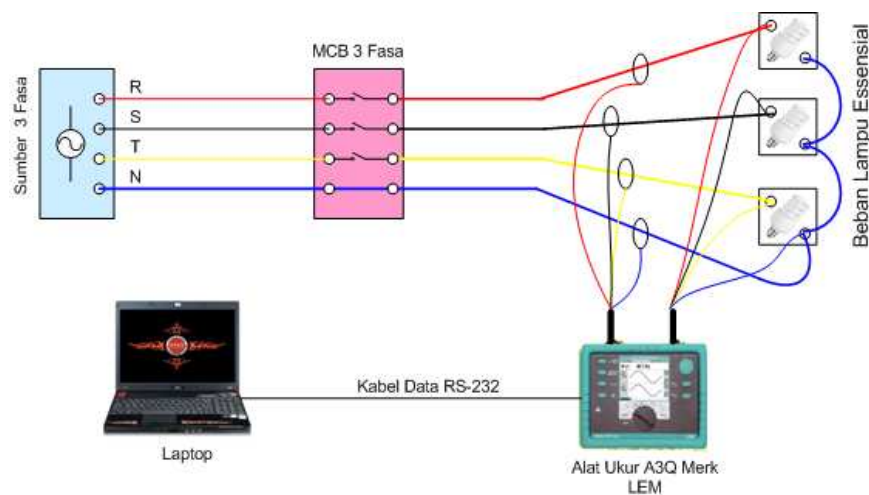 MCB 3 Fasa
Sumber 3 Fasa
R
S
T
N
Beban Lampu Essensial
Kabel Data RS-232
Laptop
Alat Ukur A3Q Merk
LEM